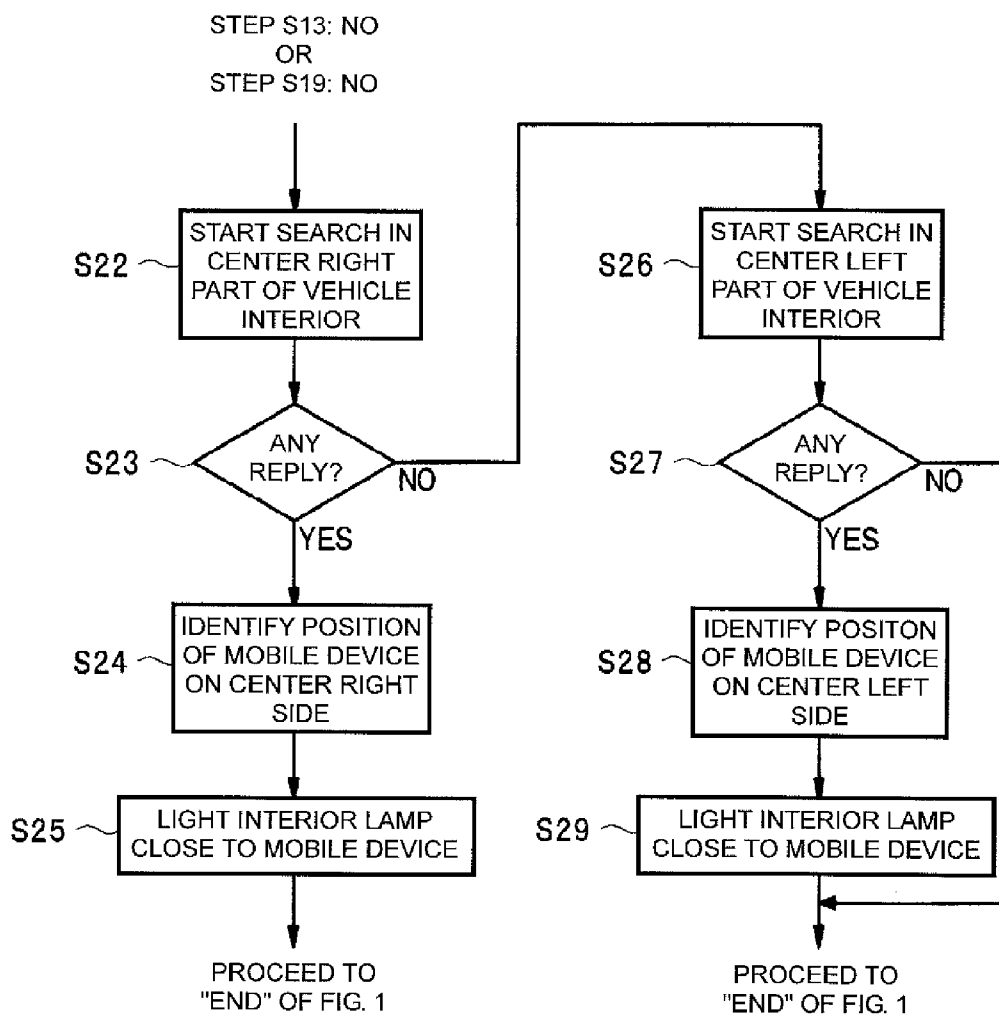 STEP S13: NO
OR
STEP S19: NO
S22
START SEARCH IN
CENTER RIGHT
PART OF VEHICLE
INTERIOR
S23
ANY
REPLY?
NO
YES
S24
IDENTIFY POSITION
OF MOBILE DEVICE
ON CENTER RIGHT
SIDE
S25
LIGHT INTERIOR LAMP
CLOSE TO MOBILE DEVICE
PROCEED TO
"END" OF FIG. 1
S26
START SEARCH IN
CENTER LEFT
PART OF VEHICLE
INTERIOR
S27
ANY
REPLY?
NO
YES
S28
IDENTIFY POSITON
OF MOBILE DEVICE
ON CENTER LEFT
SIDE
S29
LIGHT INTERIOR LAMP
CLOSE TO MOBILE DEVICE
PROCEED TO
"END" OF FIG. 1